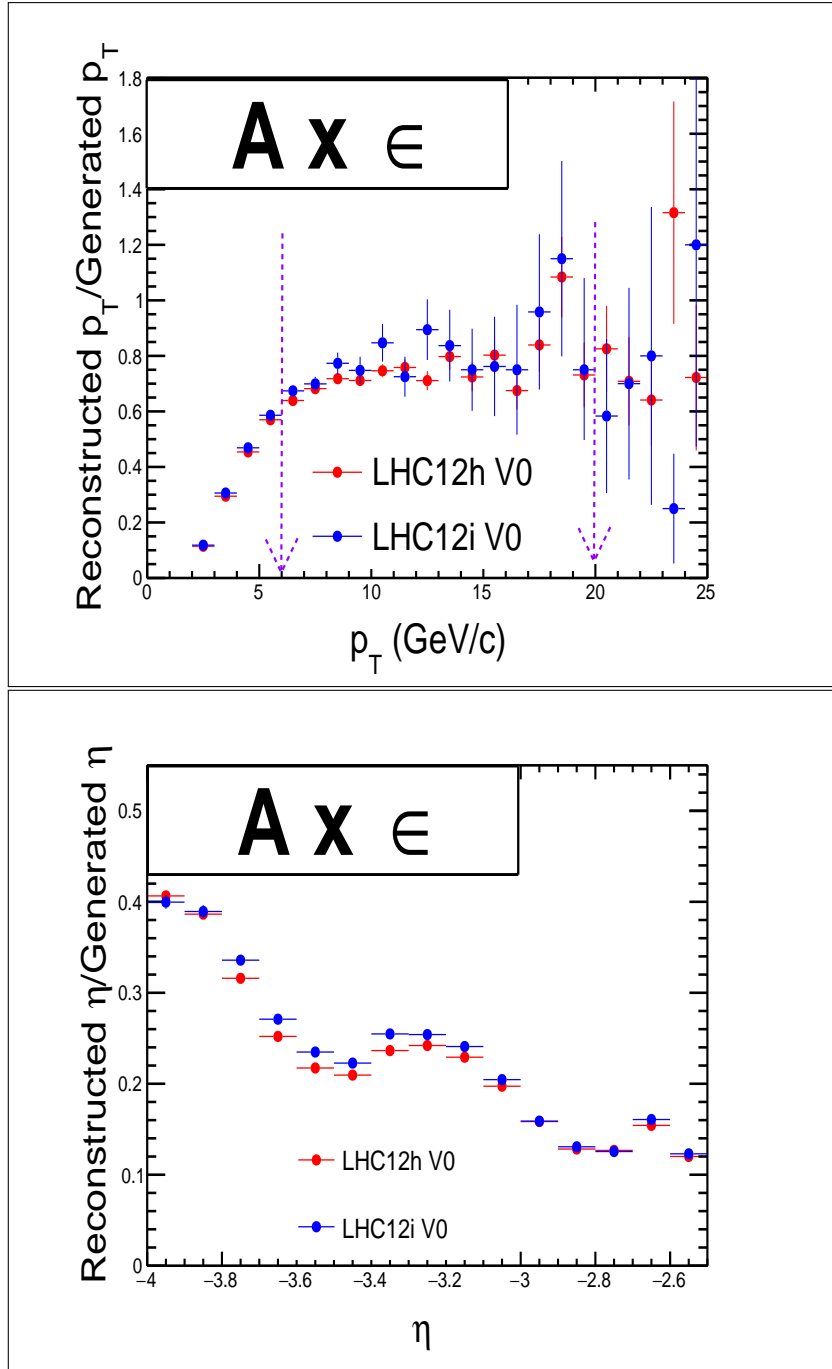 Reconstructed p_T/Generated p_T
1.8
1.6
1.4
1.2
1
0.8
0.6
0.4
0.2
0
A x ∈
LHC12h V0
LHC12i V0
0 5 10 15 20 25
p_T (GeV/c)
Reconstructed η/Generated η
0.5
0.4
0.3
0.2
0.1
0
A x ∈
LHC12h V0
LHC12i V0
−4 −3.8 −3.6 −3.4 −3.2 −3 −2.8 −2.6
η